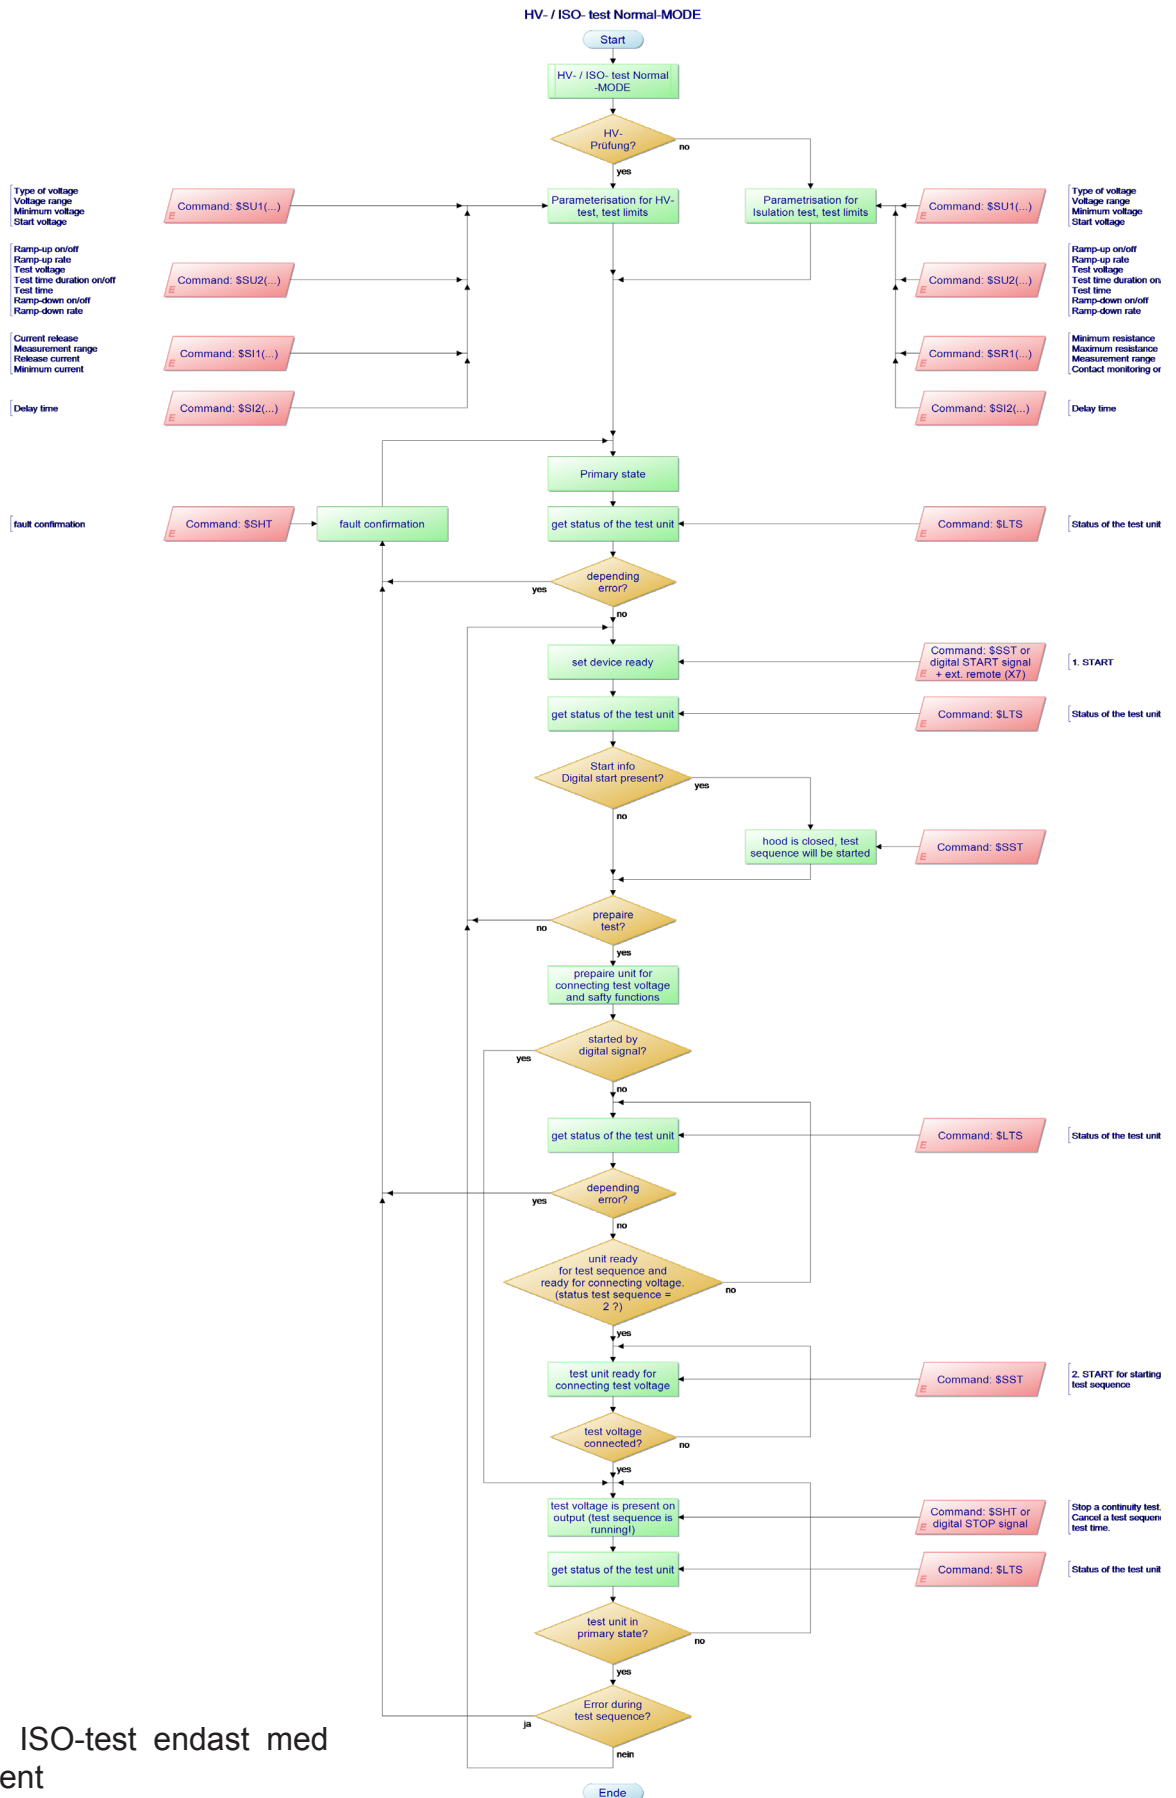 HV- / ISO- test Normal-MODE
Start
HV- / ISO- test Normal
-MODE
HV-
Prüfung?
no
yes
Type of voltage
Voltage range
Minimum voltage
Start voltage
Command: $SU1(...)
E
Parameterisation for HV-
test, test limits
Parametrisation for
Isulation test, test limits
Command: $SU1(...)
E
Type of voltage
Voltage range
Minimum voltage
Start voltage
Ramp-up on/off
Ramp-up rate
Test voltage
Test time duration on/off
Test time
Ramp-down on/off
Ramp-down rate
Command: $SU2(...)
E
Command: $SU2(...)
E
Ramp-up on/off
Ramp-up rate
Test voltage
Test time duration on/
Test time
Ramp-down on/off
Ramp-down rate
Current release
Measurement range
Release current
Minimum current
Command: $SI1(...)
E
Command: $SR1(...)
E
Minimum resistance
Maximum resistance
Measurement range
Contact monitoring on
Delay time
Command: $SI2(...)
E
Command: $SI2(...)
E
Delay time
Primary state
fault confirmation
Command: $SHT
E
fault confirmation
get status of the test unit
Command: $LTS
E
Status of the test unit
depending
error?
yes
no
set device ready
Command: $SST or
digital START signal
+ ext. remote (X7)
E
1. START
get status of the test unit
Command: $LTS
E
Status of the test unit
Start info
Digital start present?
yes
no
hood is closed, test
sequence will be started
Command: $SST
E
prepaire
test?
no
yes
prepaire unit for
connecting test voltage
and safty functions
started by
digital signal?
yes
no
get status of the test unit
Command: $LTS
E
Status of the test unit
depending
error?
yes
no
unit ready
for test sequence and
ready for connecting voltage.
(status test sequence =
2 ?)
no
yes
test unit ready for
connecting test voltage
Command: $SST
E
2. START for starting
test sequence
test voltage
connected?
no
yes
test voltage is present on
output (test sequence is
running!)
Command: $SHT or
digital STOP signal
E
Stop a continuity test.
Cancel a test sequen
test time.
get status of the test unit
Command: $LTS
E
Status of the test unit
test unit in
primary state?
no
yes
Error during
test sequence?
ja
nein
ISO-test endast med
ent
Ende